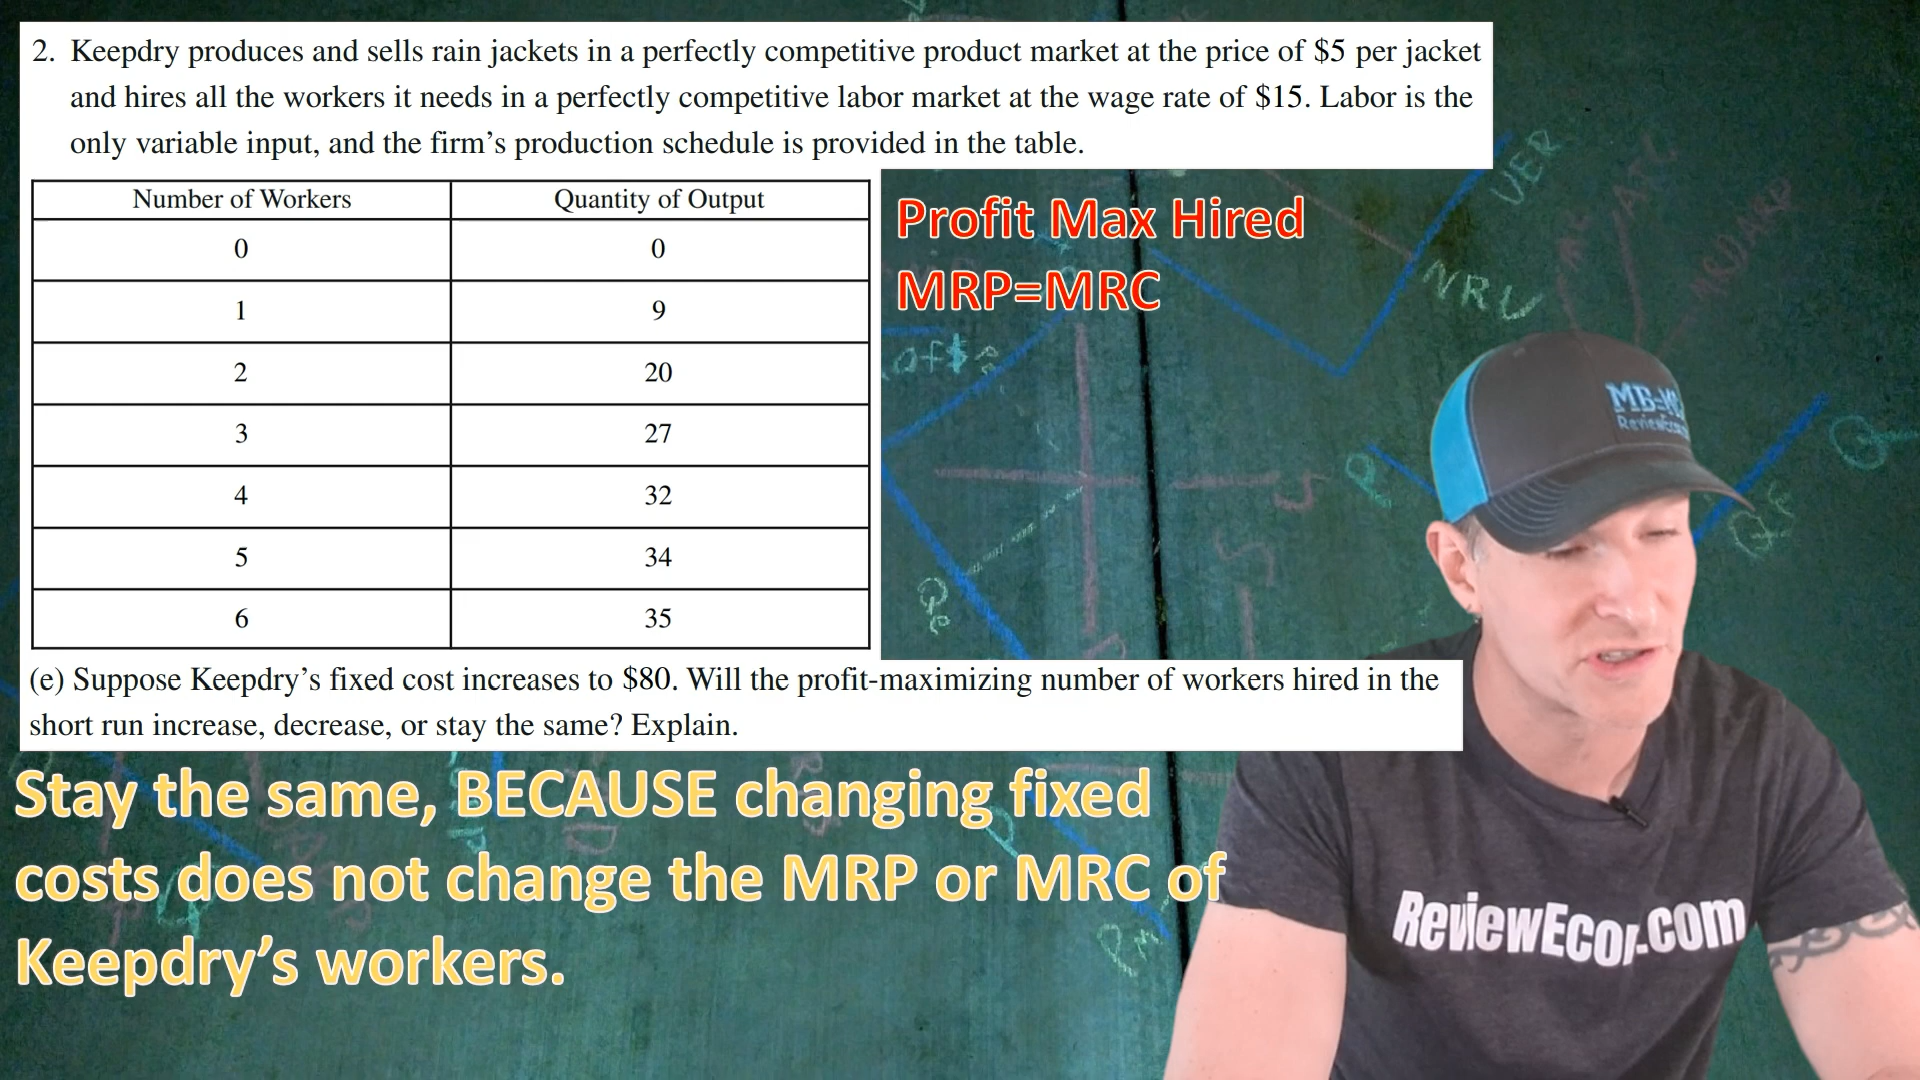 2. Keepdry produces and sells rain jackets in a perfectly competitive product market at the price of $5 per jacket
and hires all the workers it needs in a perfectly competitive labor market at the wage rate of $15. Labor is the
only variable input, and the firm’s production schedule is provided in the table.
Number of Workers Quantity of Output
0 0
1 9
2 20
3 27
4 32
5 34
6 35
Profit Max Hired
MRP=MRC
NRU
(e) Suppose Keepdry’s fixed cost increases to $80. Will the profit-maximizing number of workers hired in the
short run increase, decrease, or stay the same? Explain.
Stay the same, BECAUSE changing fixed
costs does not change the MRP or MRC of
Keepdry’s workers.
ReviewEcon.com